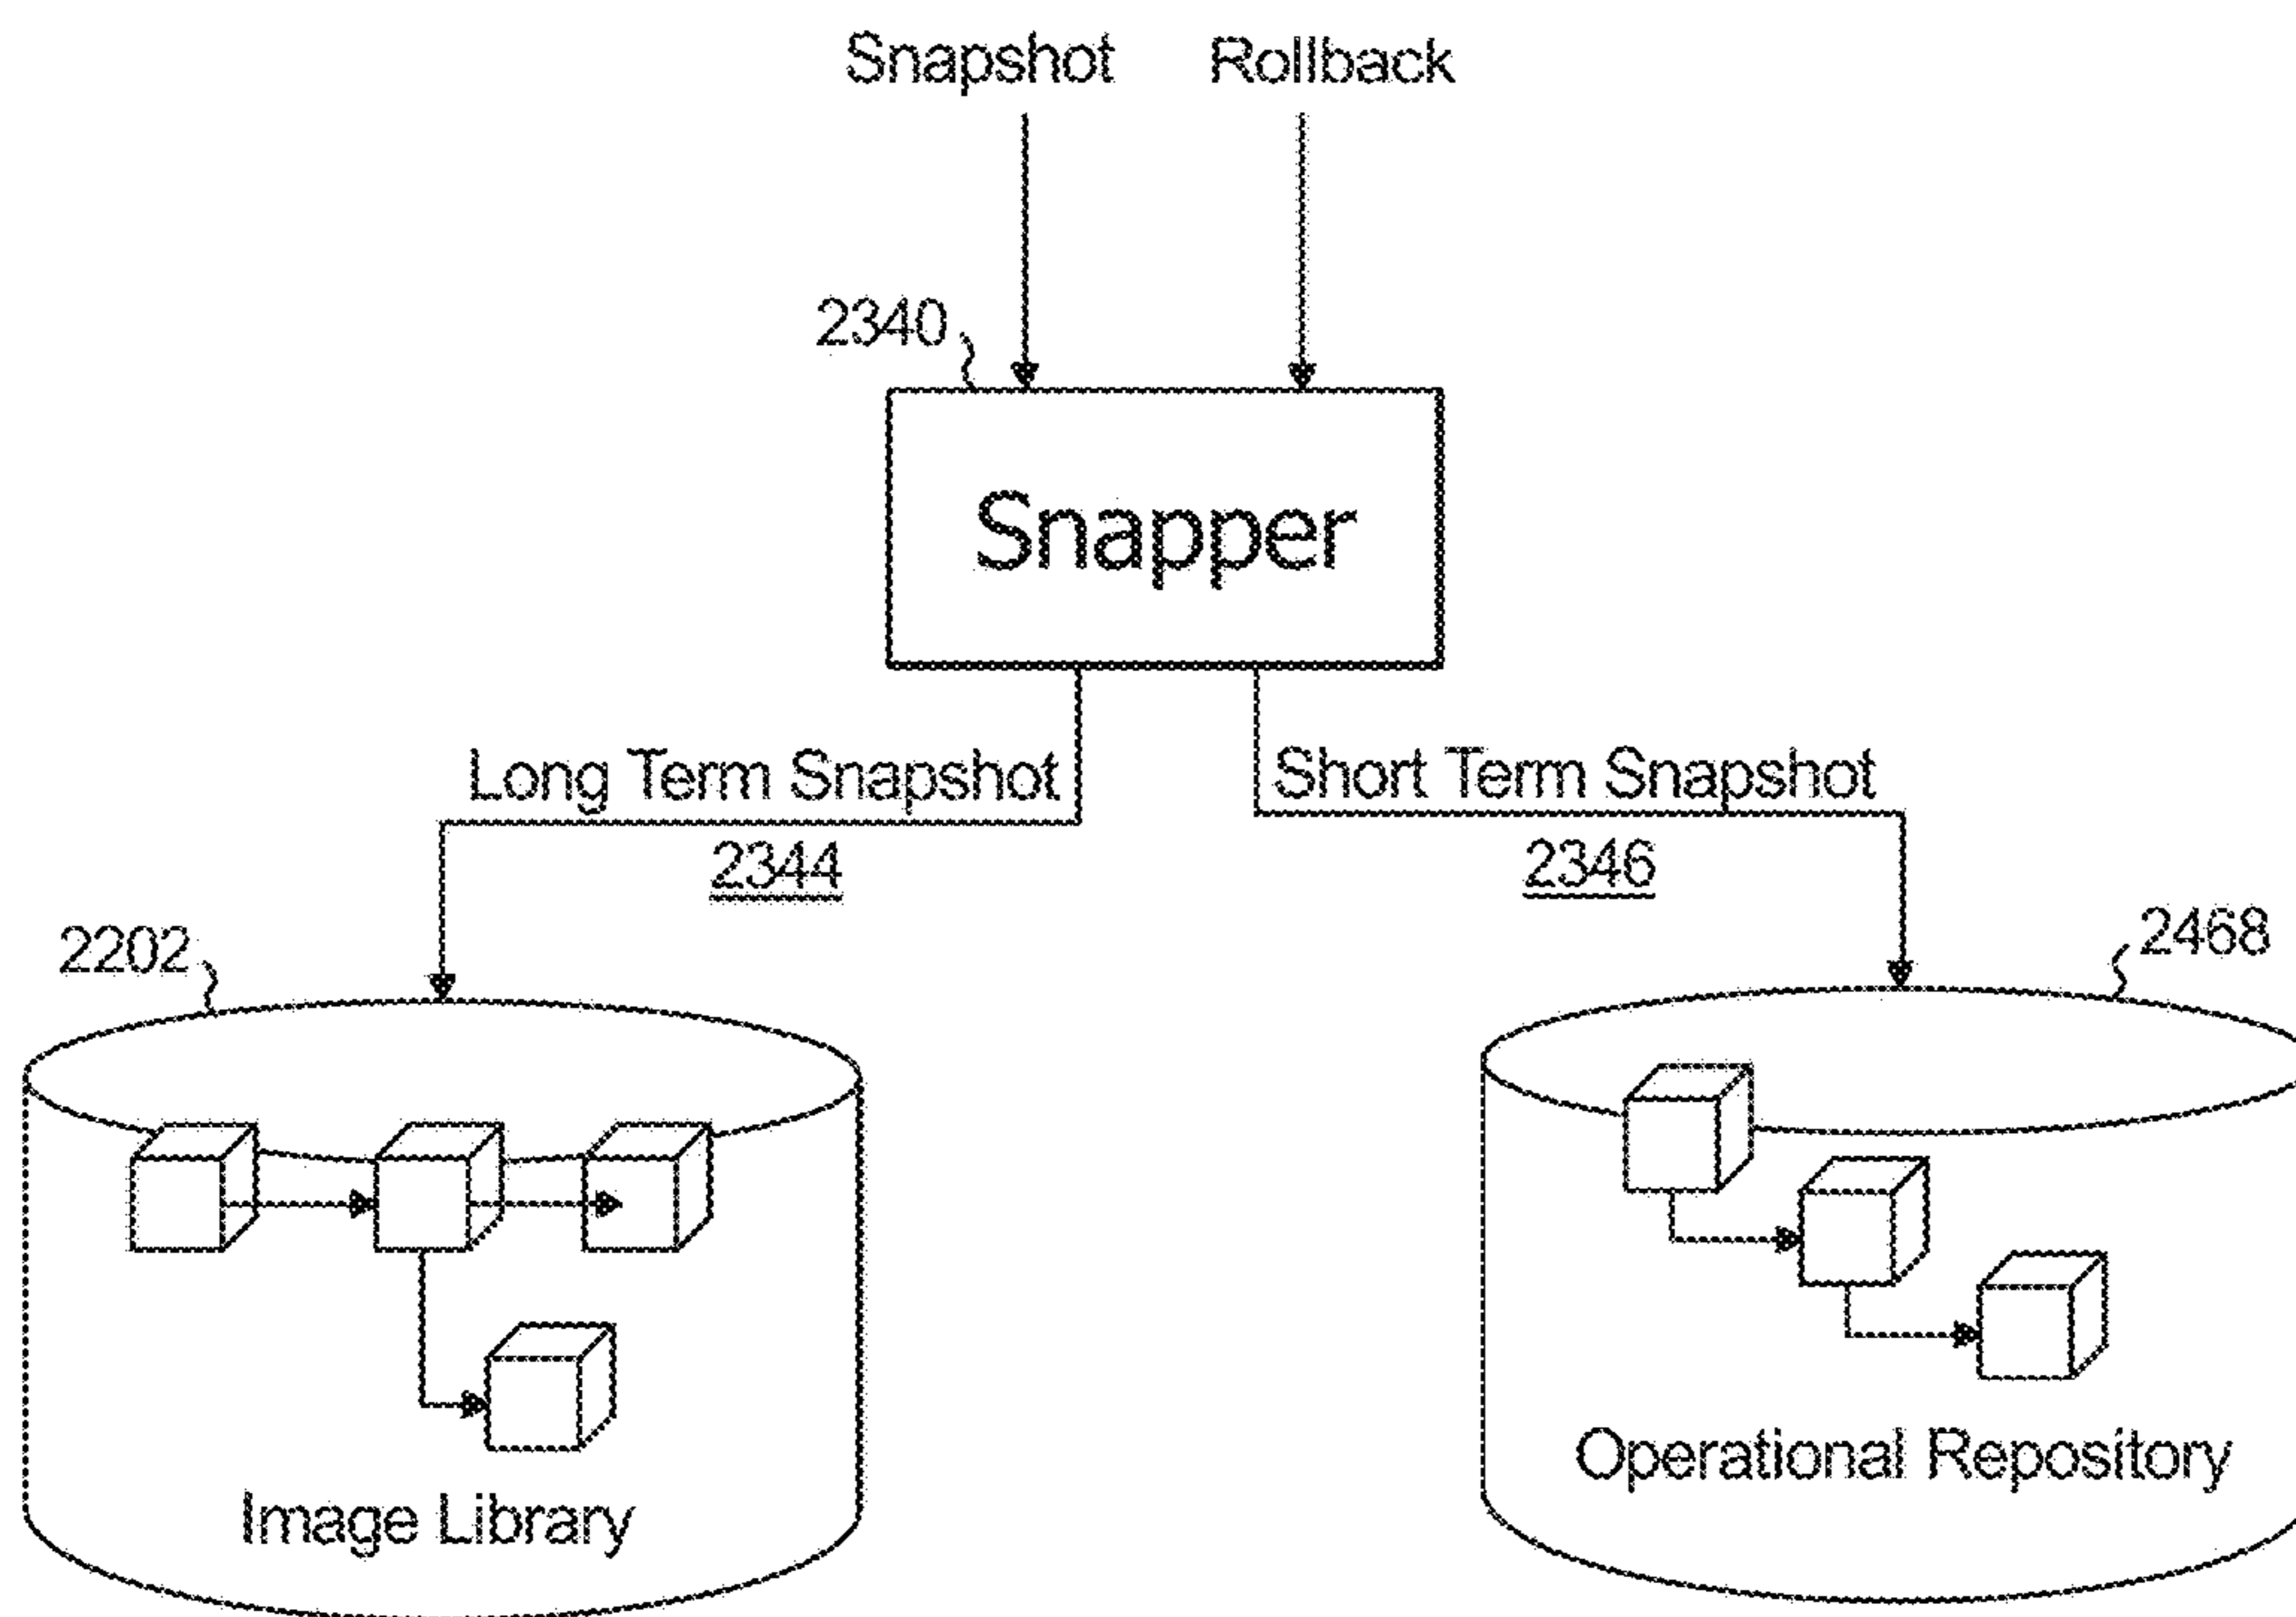 Snapshot Rollback
2340
Snapper
Long Term Snapshot Short Term Snapshot
2344 2346
2202 2468
Operational Repository
Image Library